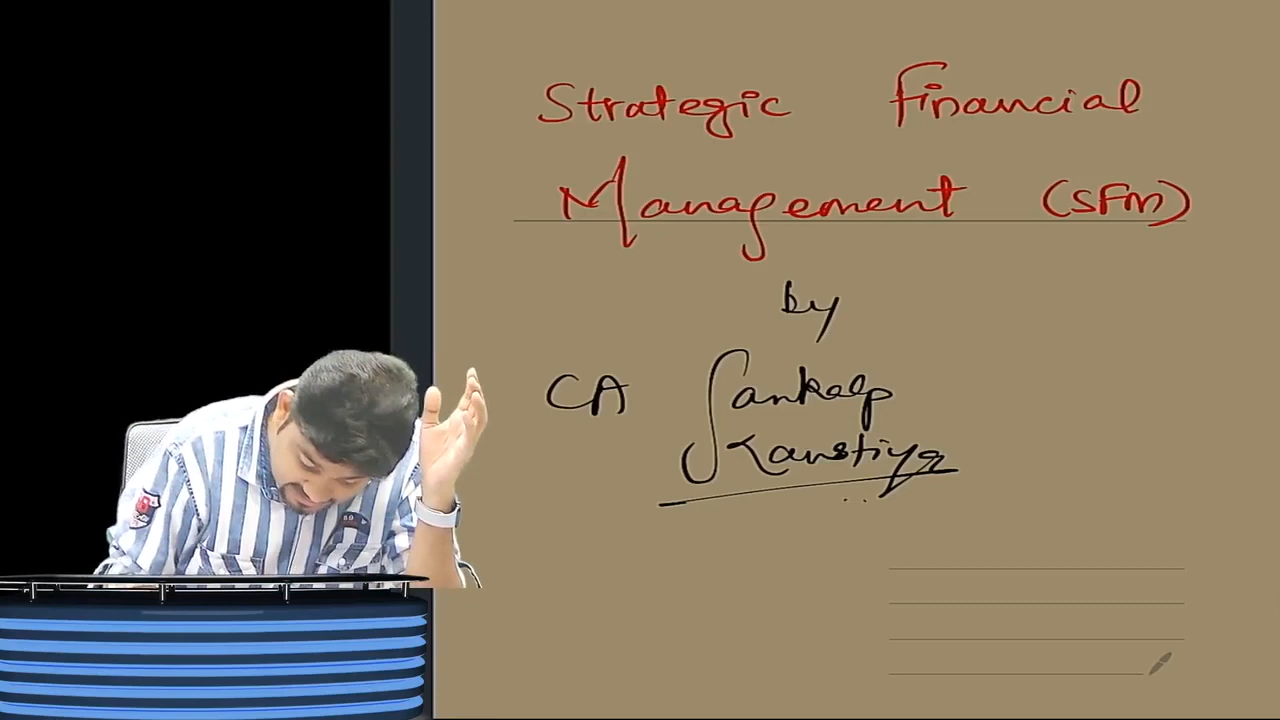 Strategic Financial
Management (SFM)
by
CA Sankalp
Kanstiya